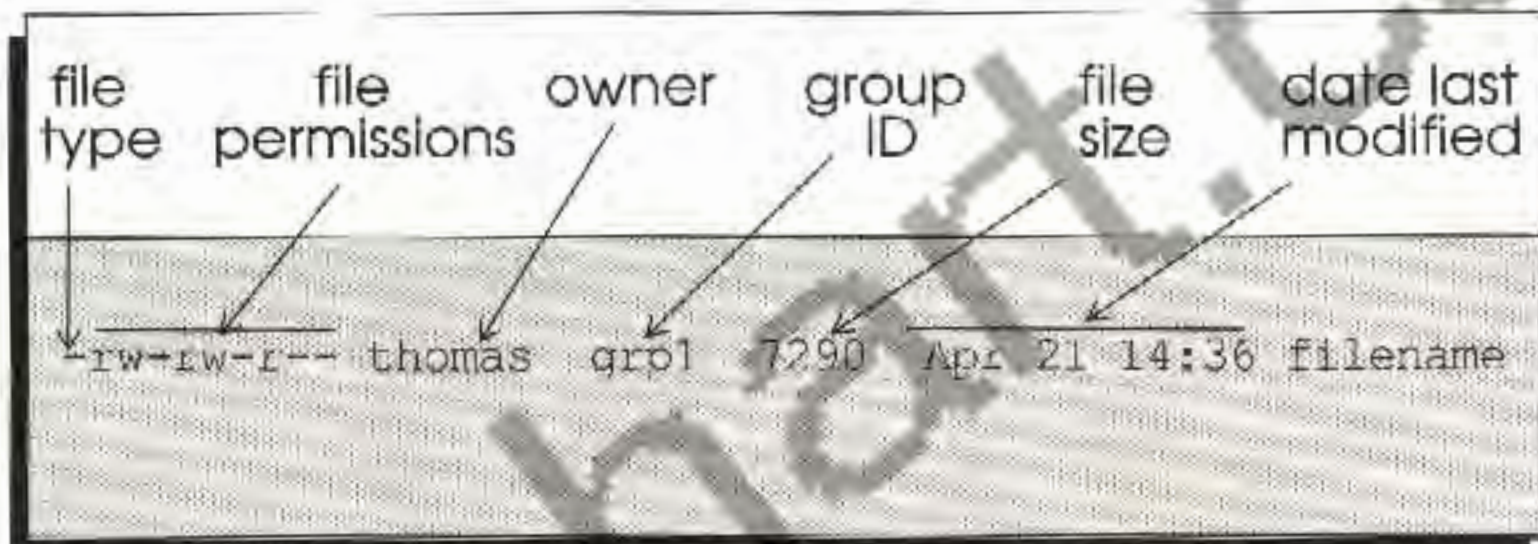 file file owner group file date last
type permissions ID size modified
-rw-rw-r-- thomas grp1 7290 Apr 21 14:36 filename